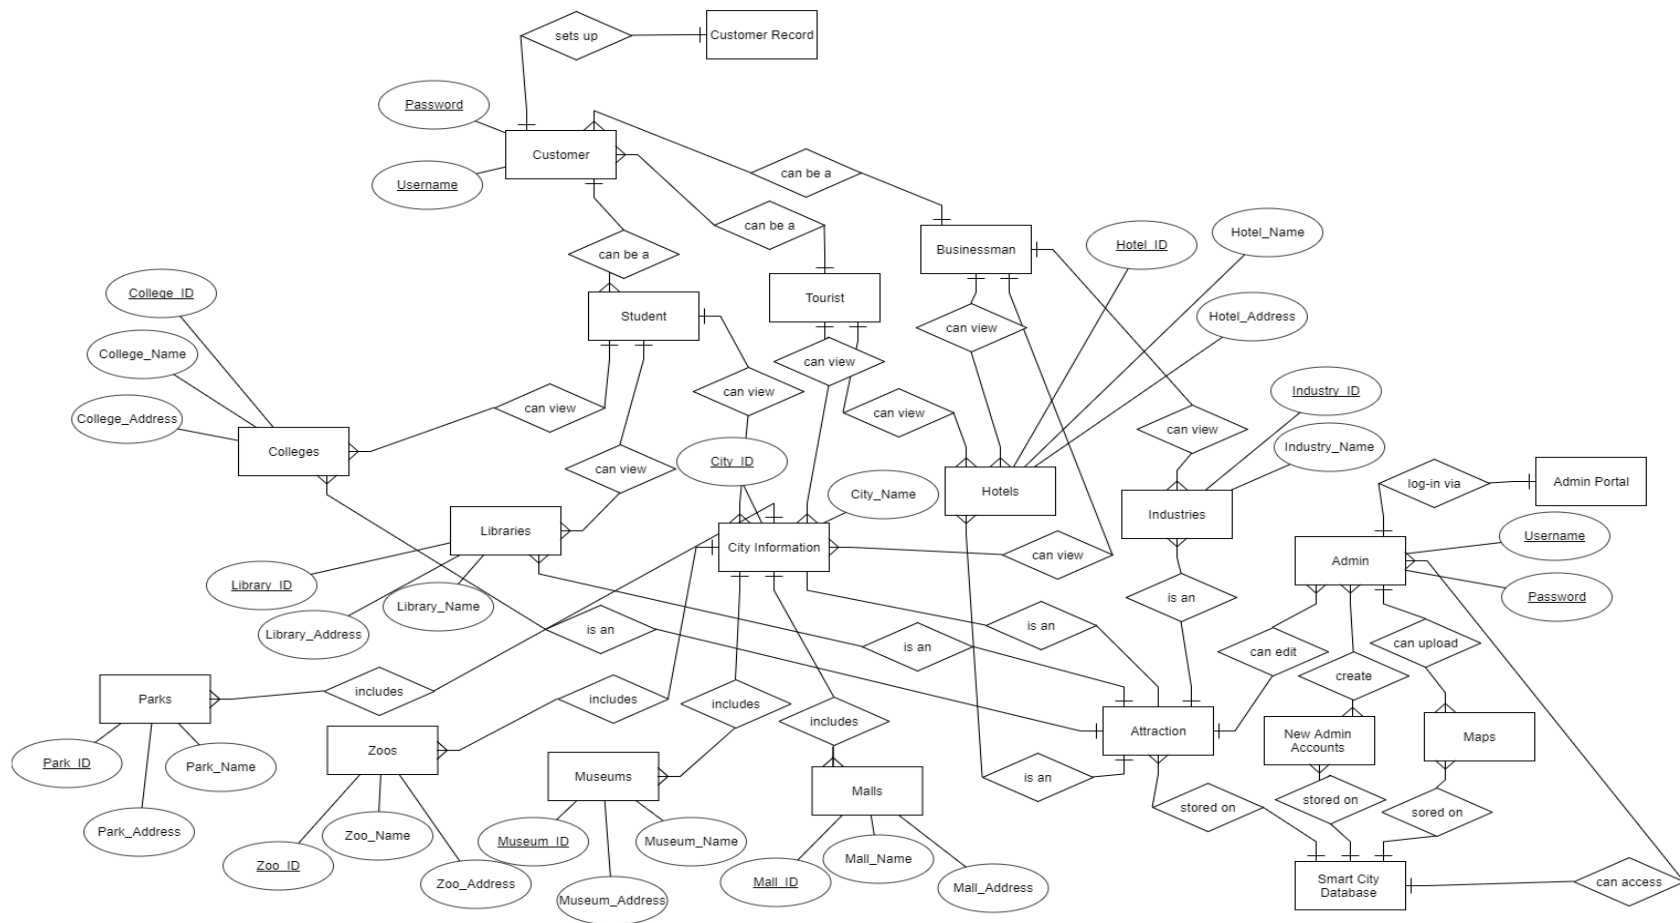 sets up
Customer Record
Password
Customer
Username
can be a
can be a
can be a
Businessman
Hotel_ID
Hotel_Name
Hotel_Address
College_ID
College_Name
College_Address
Student
Tourist
can view
can view
can view
can view
can view
can view
Industry_ID
Industry_Name
Colleges
can view
City_ID
City_Name
Hotels
Industries
log-in via
Admin Portal
Libraries
City Information
can view
Admin
Username
Password
Library_ID
Library_Name
Library_Address
is an
is an
is an
is an
can edit
can upload
create
Parks
includes
includes
includes
includes
Attraction
New Admin
Accounts
Maps
Park_ID
Park_Name
Park_Address
Zoos
Museums
Malls
is an
stored on
stored on
sored on
Zoo_ID
Zoo_Name
Zoo_Address
Museum_ID
Museum_Name
Museum_Address
Mall_ID
Mall_Name
Mall_Address
Smart City
Database
can access